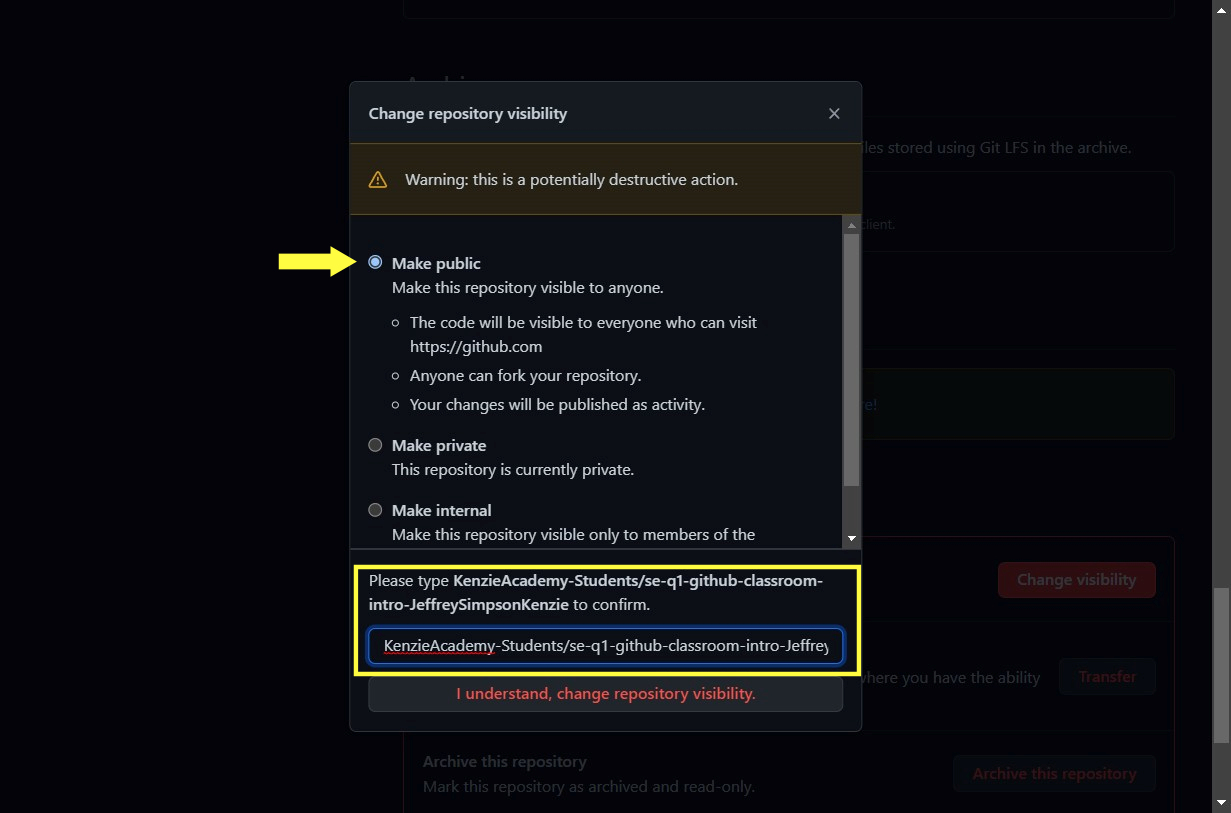 Change repository visibility
iles stored using Git LFS in the archive.
Warning: this is a potentially destructive action.
client.
Make public
Make this repository visible to anyone.
The code will be visible to everyone who can visit
https://github.com
Anyone can fork your repository.
Your changes will be published as activity.
e!
Make private
This repository is currently private.
Make internal
Make this repository visible only to members of the
Please type KenzieAcademy-Students/se-q1-github-classroom-
intro-JeffreySimpsonKenzie to confirm.
Change visibility
KenzieAcademy-Students/se-q1-github-classroom-intro-Jeffrey
where you have the ability
Transfer
I understand, change repository visibility.
Archive this repository
Mark this repository as archived and read-only.
Archive this repository